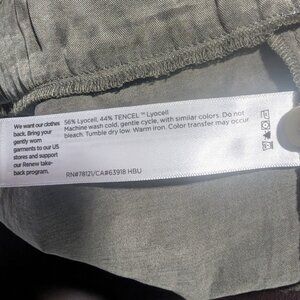 We want our clothes
back. Bring your
gently worn
garments to our US
stores and support
our Renew take-
back program.
56% Lyocell, 44% TENCEL™ Lyocell
Machine wash cold, gentle cycle, with similar colors. Do not
bleach. Tumble dry low. Warm Iron. Color transfer may occur
RN#78121/CA#63918 HBU